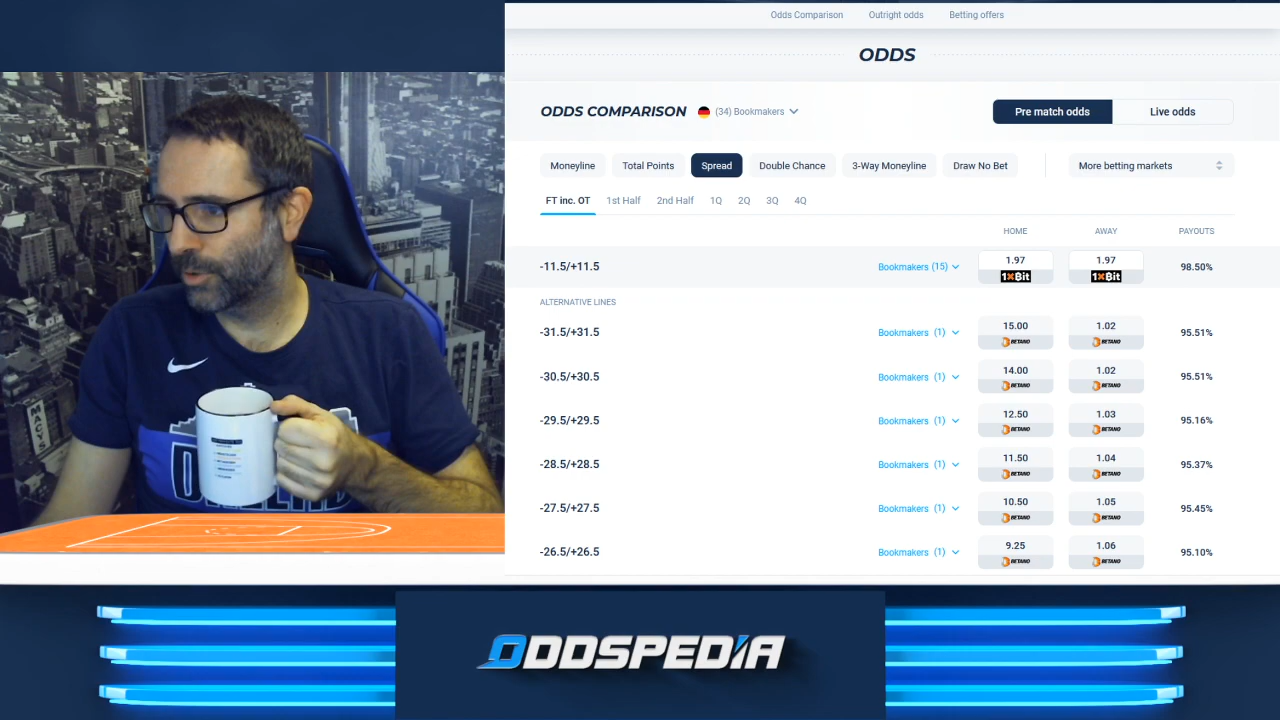 Odds Comparison Outright odds Betting offers
ODDS
ODDS COMPARISON (34) Bookmakers Pre match odds Live odds
Moneyline Total Points Spread Double Chance 3-Way Moneyline Draw No Bet More betting markets
FT inc. OT 1st Half 2nd Half 1Q 2Q 3Q 4Q
HOME AWAY PAYOUTS
-11.5/+11.5 Bookmakers (15) 1.97 1.97 98.50%
1XBit 1XBit
ALTERNATIVE LINES
-31.5/+31.5 Bookmakers (1) 15.00 1.02 95.51%
BETANO BETANO
-30.5/+30.5 Bookmakers (1) 14.00 1.02 95.51%
BETANO BETANO
-29.5/+29.5 Bookmakers (1) 12.50 1.03 95.16%
BETANO BETANO
-28.5/+28.5 Bookmakers (1) 11.50 1.04 95.37%
BETANO BETANO
-27.5/+27.5 Bookmakers (1) 10.50 1.05 95.45%
BETANO BETANO
-26.5/+26.5 Bookmakers (1) 9.25 1.06 95.10%
BETANO BETANO
MACYS
ODDSPEDIA